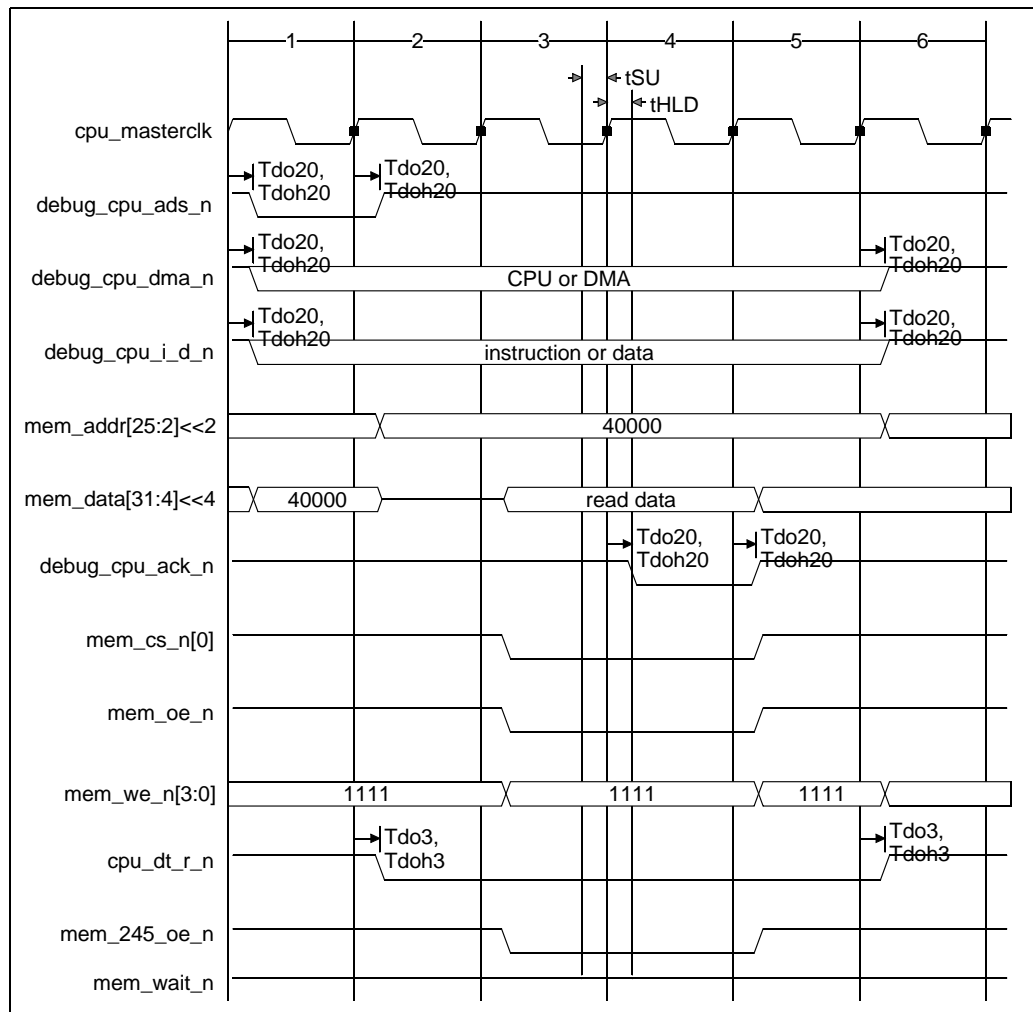 1 2 3 4 5 6
tSU
tHLD
cpu_masterclk
Tdo20, Tdo20,
Tdoh20 Tdoh20
debug_cpu_ads_n
Tdo20, Tdo20,
Tdoh20 Tdoh20
debug_cpu_dma_n CPU or DMA
Tdo20, Tdo20,
Tdoh20 Tdoh20
debug_cpu_i_d_n instruction or data
mem_addr[25:2]<<2 40000
mem_data[31:4]<<4 40000 read data
Tdo20, Tdo20,
Tdoh20 Tdoh20
debug_cpu_ack_n
mem_cs_n[0]
mem_oe_n
mem_we_n[3:0] 1111 1111 1111
Tdo3, Tdo3,
Tdoh3 Tdoh3
cpu_dt_r_n
mem_245_oe_n
mem_wait_n